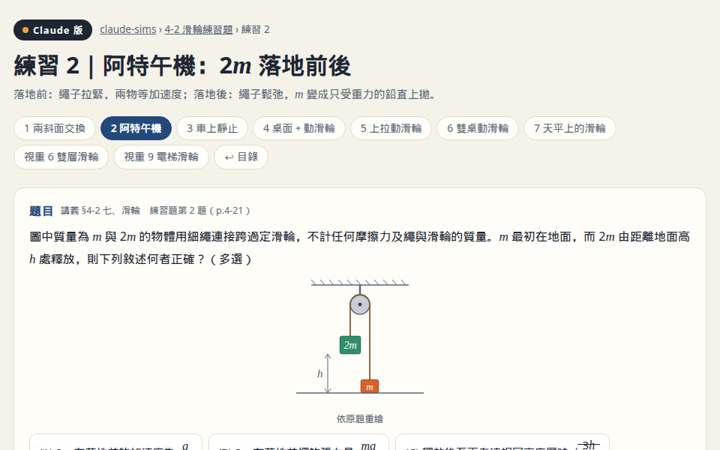 Claude 版 claude-sims › 4-2 滑輪練習題 › 練習 2
練習 2｜阿特午機：2m 落地前後
落地前：繩子拉緊，兩物等加速度；落地後：繩子鬆弛，m 變成只受重力的鉛直上拋。
1 兩斜面交換 2 阿特午機 3 車上靜止 4 桌面 + 動滑輪 5 上拉動滑輪 6 雙桌動滑輪 7 天平上的滑輪
視重 6 雙層滑輪 視重 9 電梯滑輪 ↩ 目錄
題目 講義 §4-2 七、滑輪 練習題第 2 題（p.4-21）
圖中質量為 m 與 2m 的物體用細繩連接跨過定滑輪，不計任何摩擦力及繩與滑輪的質量。m 最初在地面，而 2m 由距離地面高
h 處釋放，則下列敘述何者正確？（多選）
2m
h
m
依原題重繪